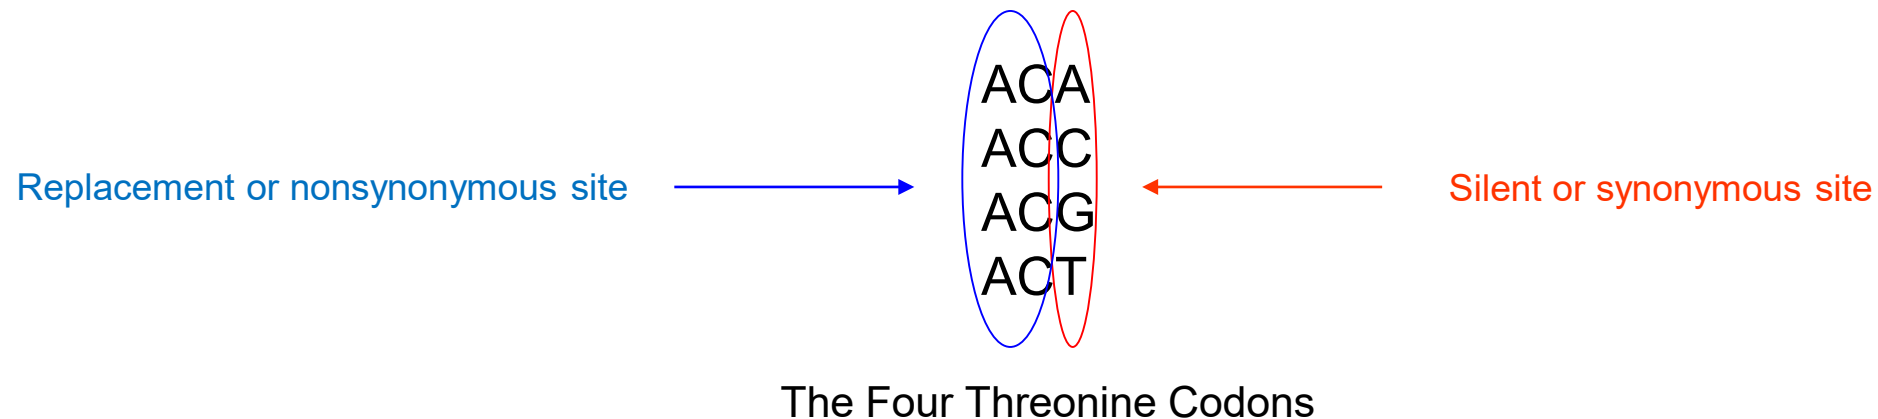 ACA
ACC
Replacement or nonsynonymous site
Silent or synonymous site
ACG
ACT
The Four Threonine Codons